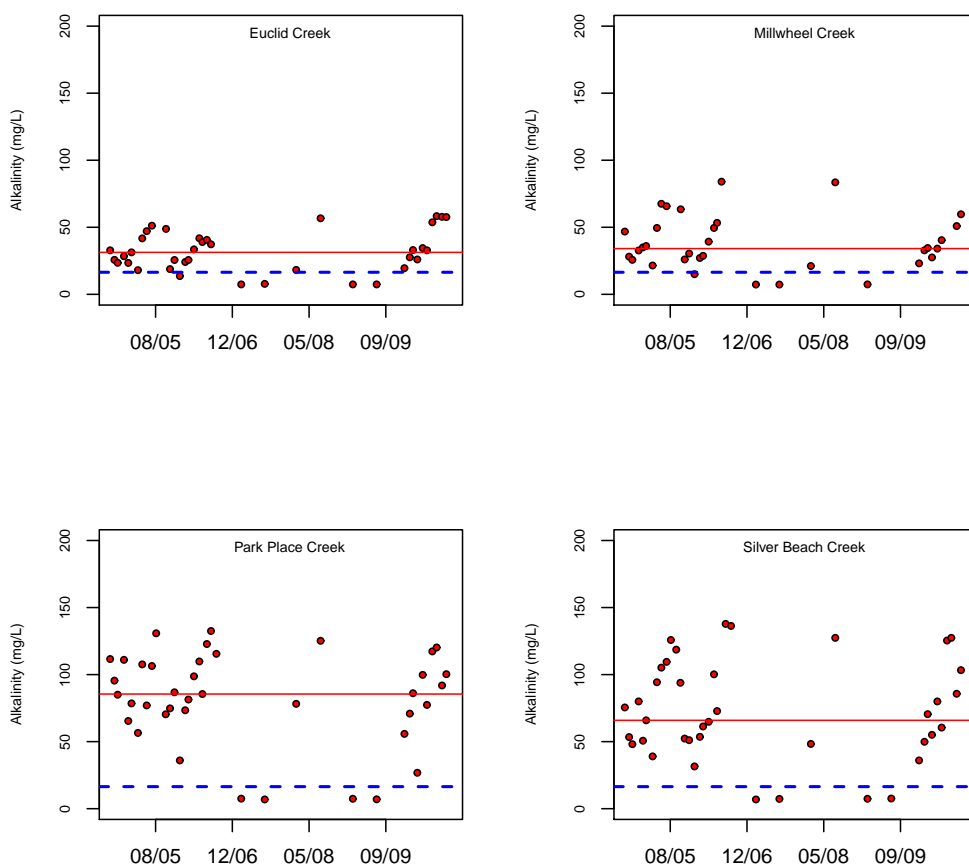 Euclid Creek
Alkalinity (mg/L)
200
150
100
50
0
08/05 12/06 05/08 09/09
Millwheel Creek
Alkalinity (mg/L)
200
150
100
50
0
08/05 12/06 05/08 09/09
Park Place Creek
Alkalinity (mg/L)
200
150
100
50
0
08/05 12/06 05/08 09/09
Silver Beach Creek
Alkalinity (mg/L)
200
150
100
50
0
08/05 12/06 05/08 09/09